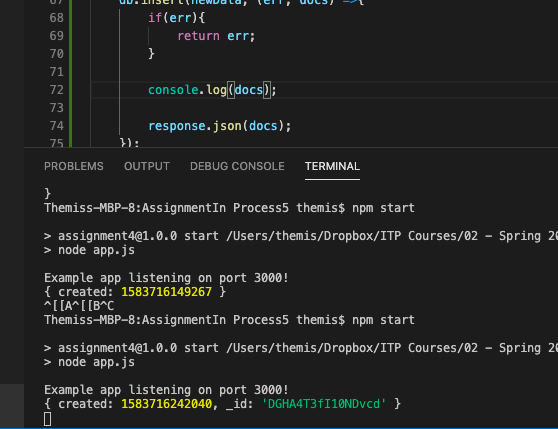 67 db.insert(newData, (err, docs) =>{
68 if(err){
69 return err;
70 }
71
72 console.log(docs);
73
74 response.json(docs);
75 });
PROBLEMS OUTPUT DEBUG CONSOLE TERMINAL
}
Themiss-MBP-8:AssignmentIn Process5 themis$ npm start
> assignment4@1.0.0 start /Users/themis/Dropbox/ITP Courses/02 - Spring 20
> node app.js
Example app listening on port 3000!
{ created: 1583716149267 }
^[[A^[[B^C
Themiss-MBP-8:AssignmentIn Process5 themis$ npm start
> assignment4@1.0.0 start /Users/themis/Dropbox/ITP Courses/02 - Spring 20
> node app.js
Example app listening on port 3000!
{ created: 1583716242040, _id: 'DGHA4T3fI10NDvcd' }